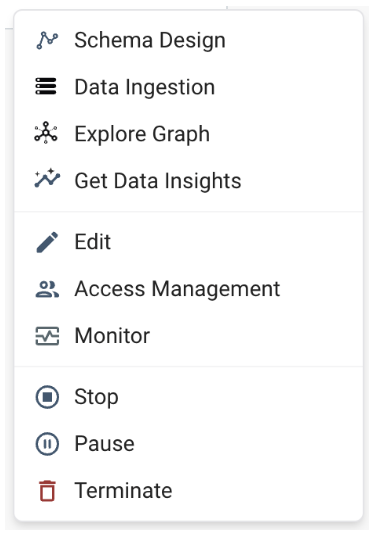 Schema Design
Data Ingestion
Explore Graph
Get Data Insights
Edit
Access Management
Monitor
Stop
Pause
Terminate